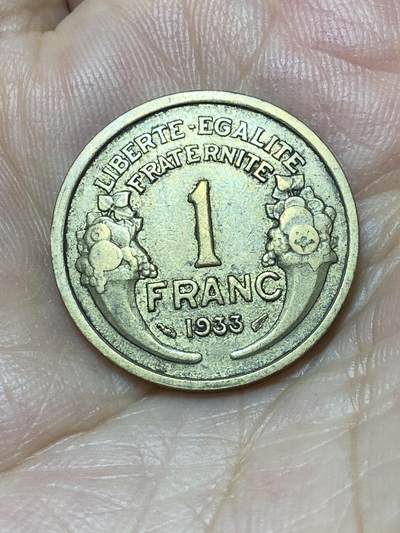 LIBERTE-EGALITE
FRATERNITE
1
FRANC
1933